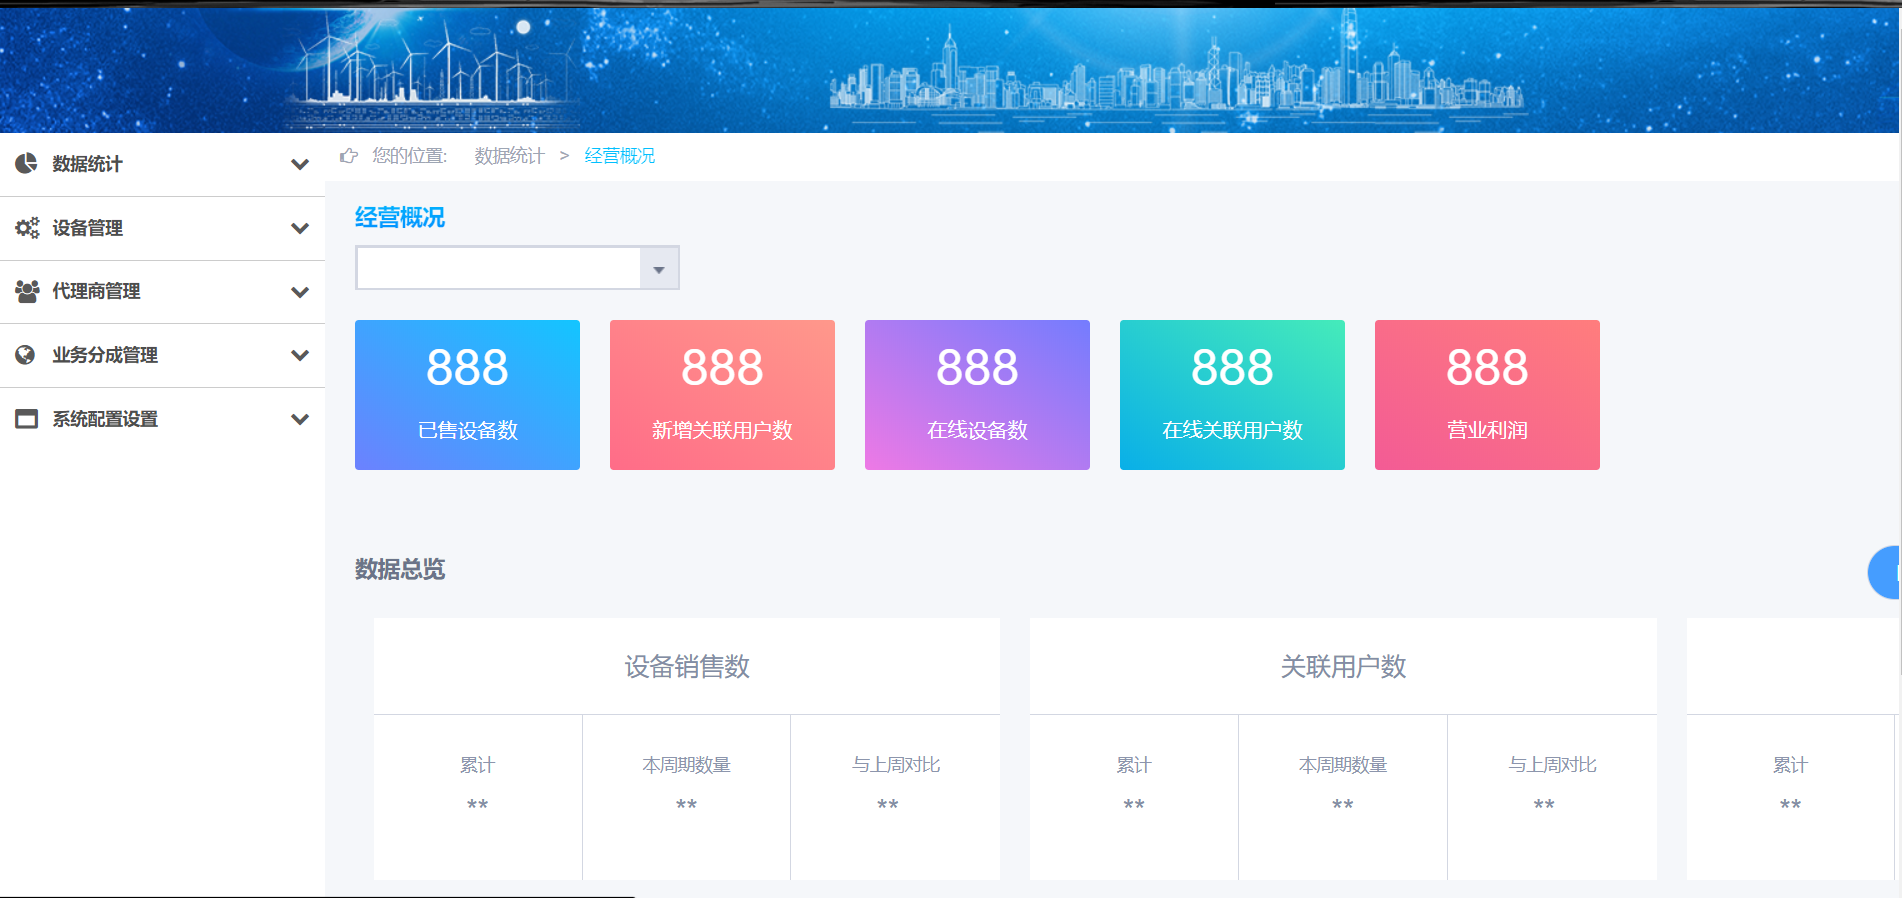 数据统计
设备管理
代理商管理
业务分成管理
系统配置设置
您的位置: 数据统计 > 经营概况
经营概况
888
已售设备数
888
新增关联用户数
888
在线设备数
888
在线关联用户数
888
营业利润
数据总览
设备销售数
累计
**
本周期数量
**
与上周对比
**
关联用户数
累计
**
本周期数量
**
与上周对比
**
累计
**